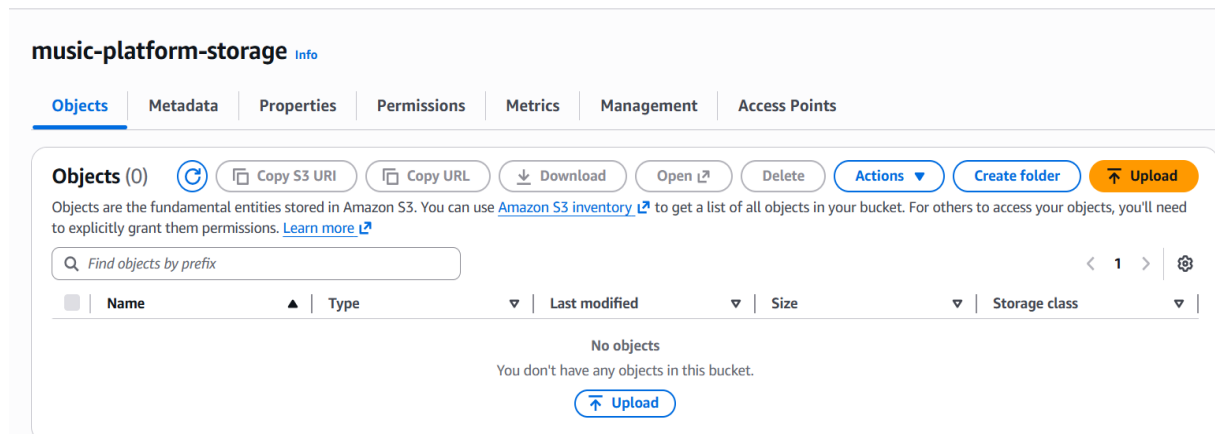 music-platform-storage Info
Objects Metadata Properties Permissions Metrics Management Access Points
Objects (0) Copy S3 URI Copy URL Download Open Delete Actions Create folder Upload
Objects are the fundamental entities stored in Amazon S3. You can use Amazon S3 inventory to get a list of all objects in your bucket. For others to access your objects, you'll need
to explicitly grant them permissions. Learn more
Find objects by prefix 1
Name Type Last modified Size Storage class
No objects
You don't have any objects in this bucket.
Upload